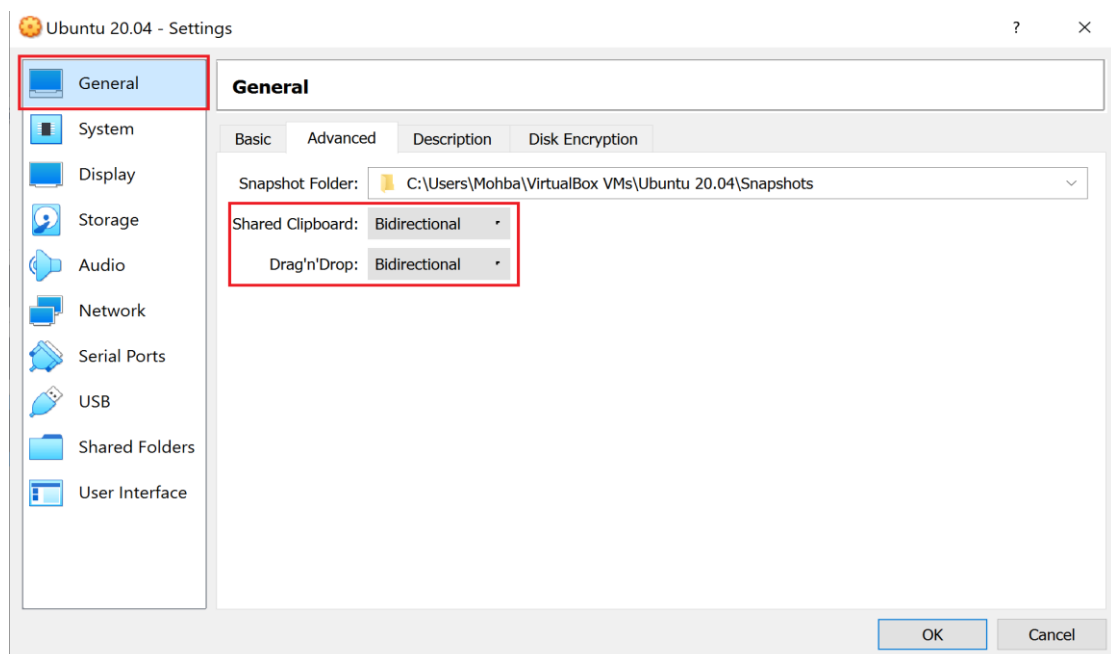 Ubuntu 20.04 - Settings
?
General
System
Display
Storage
Audio
Network
Serial Ports
USB
Shared Folders
User Interface
General
Basic Advanced Description Disk Encryption
Snapshot Folder: C:\Users\Mohba\VirtualBox VMs\Ubuntu 20.04\Snapshots
Shared Clipboard: Bidirectional
Drag'n'Drop: Bidirectional
OK Cancel